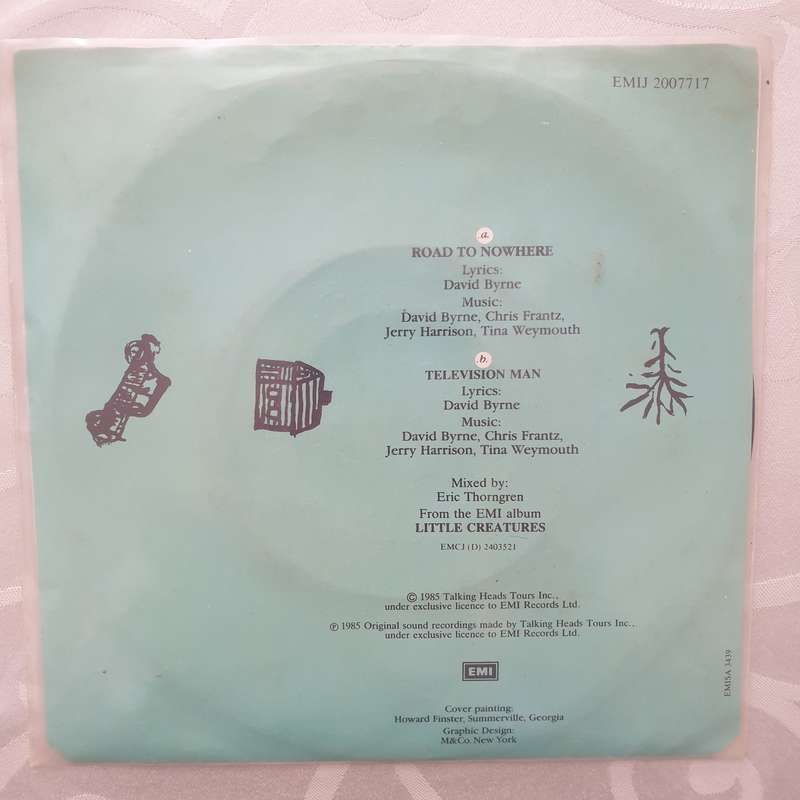 EMIJ 2007717
a.
ROAD TO NOWHERE
Lyrics:
David Byrne
Music:
David Byrne, Chris Frantz,
Jerry Harrison, Tina Weymouth
b.
TELEVISION MAN
Lyrics:
David Byrne
Music:
David Byrne, Chris Frantz,
Jerry Harrison, Tina Weymouth
Mixed by:
Eric Thorngren
From the EMI album
LITTLE CREATURES
EMCJ (D) 2403521
© 1985 Talking Heads Tours Inc.,
under exclusive licence to EMI Records Ltd.
℗ 1985 Original sound recordings made by Talking Heads Tours Inc.,
under exclusive licence to EMI Records Ltd.
EMI
EMISA 3439
Cover painting:
Howard Finster, Summerville, Georgia
Graphic Design:
M&Co. New York